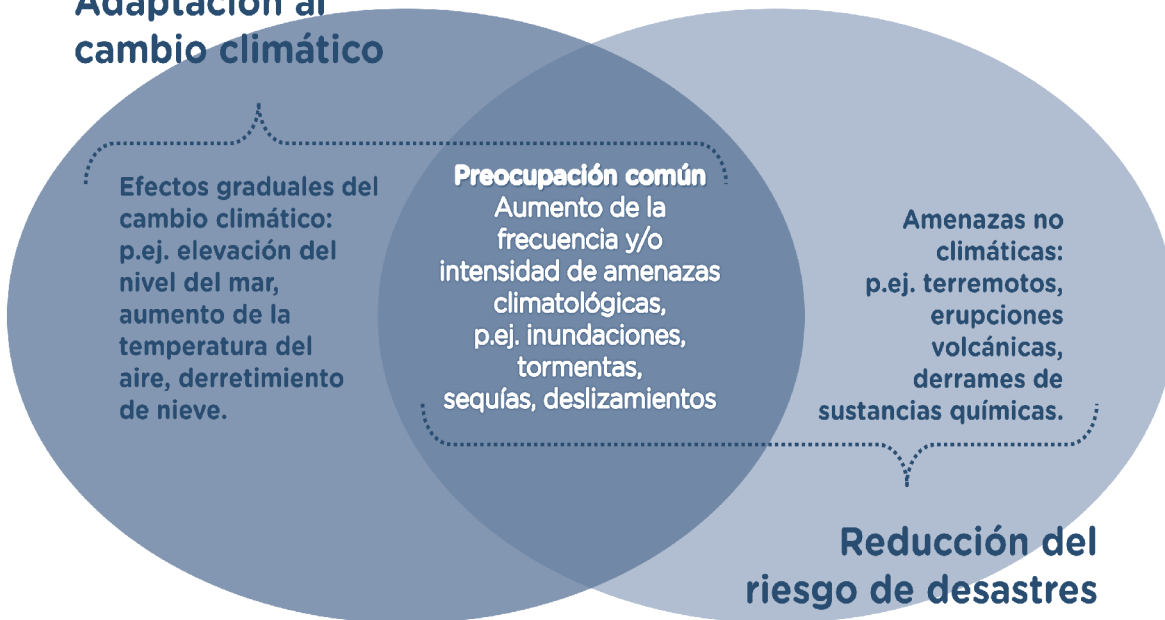 Adaptación al
cambio climático
Efectos graduales del
cambio climático:
p.ej. elevación del
nivel del mar,
aumento de la
temperatura del
aire, derretimiento
de nieve.
Preocupación común
Aumento de la
frecuencia y/o
intensidad de amenazas
climatológicas,
p.ej. inundaciones,
tormentas,
sequías, deslizamientos
Amenazas no
climáticas:
p.ej. terremotos,
erupciones
volcánicas,
derrames de
sustancias químicas.
Reducción del
riesgo de desastres